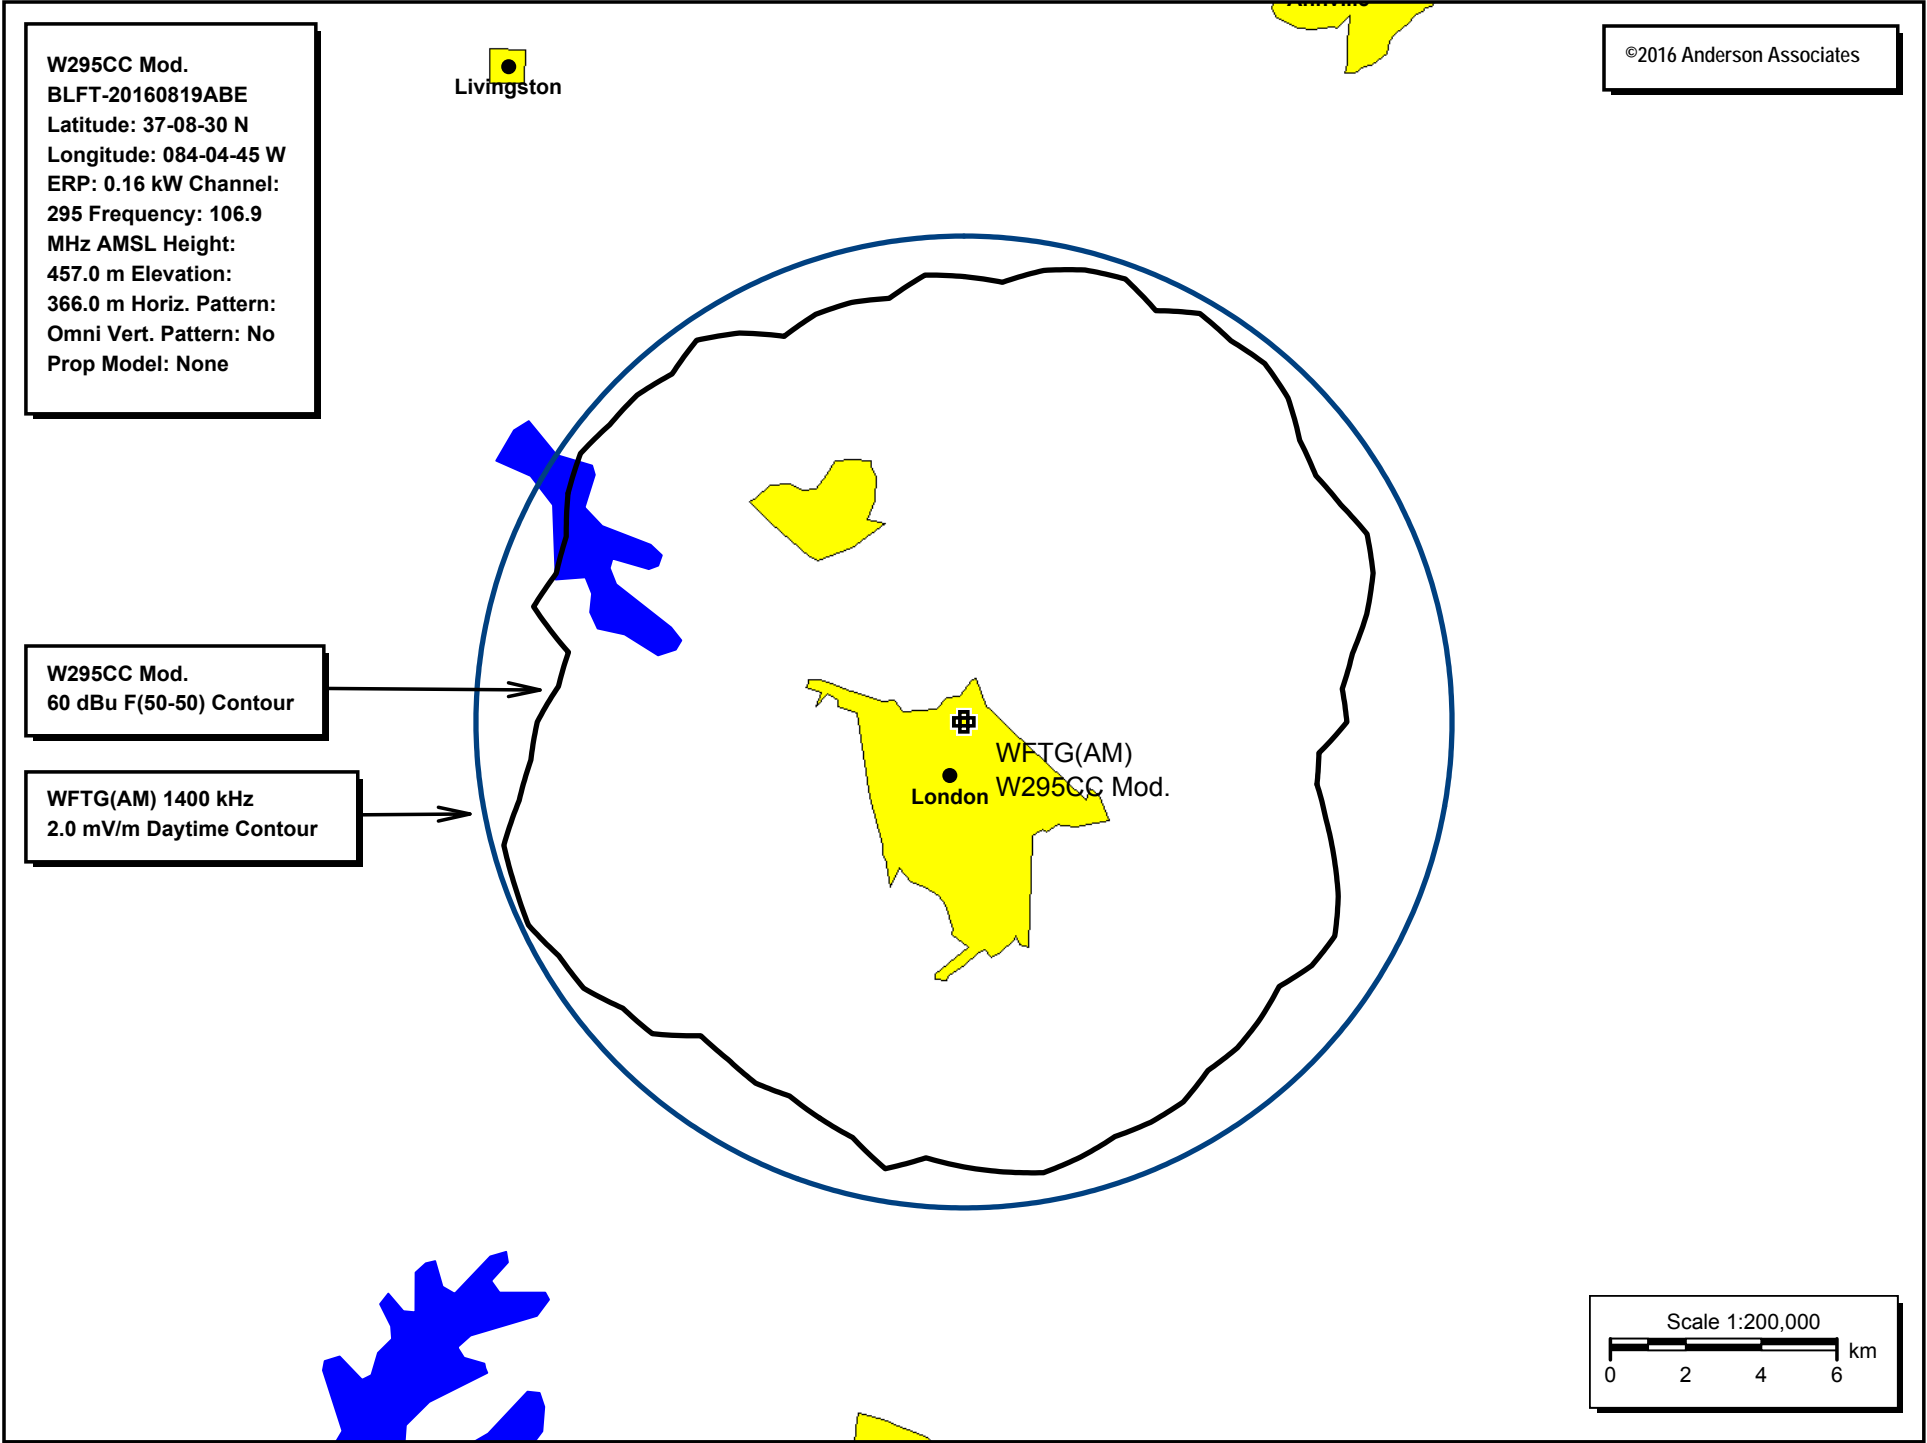 Annville
©2016 Anderson Associates
W295CC Mod.
BLFT-20160819ABE
Latitude: 37-08-30 N
Longitude: 084-04-45 W
ERP: 0.16 kW Channel:
295 Frequency: 106.9
MHz AMSL Height:
457.0 m Elevation:
366.0 m Horiz. Pattern:
Omni Vert. Pattern: No
Prop Model: None
Livingston
W295CC Mod.
60 dBu F(50-50) Contour
WFTG(AM) 1400 kHz
2.0 mV/m Daytime Contour
WFTG(AM)
W295CC Mod.
London
Scale 1:200,000
km
0 2 4 6